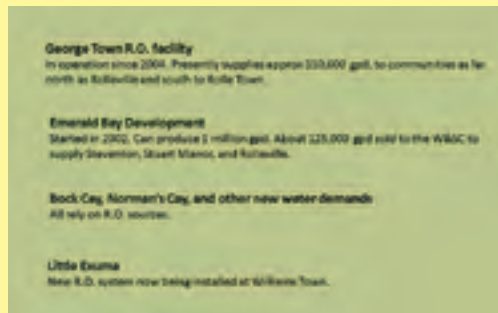 George Town R.O. facility
In operation since 2004. Presently supplies approx gpd, to communities as far
north as Rolleville and south to Rolle Town.
Emerald Bay Development
Started in 2002. Can produce 1 million gpd. About 125,000 gpd sold to the W&SC to
supply Steventon, Stuart Manor, and Rolleville.
Bock Cay, Norman's Cay, and other new water demands
All rely on R.O. sources.
Little Exuma
New R.O. system now being installed at Williams Town.